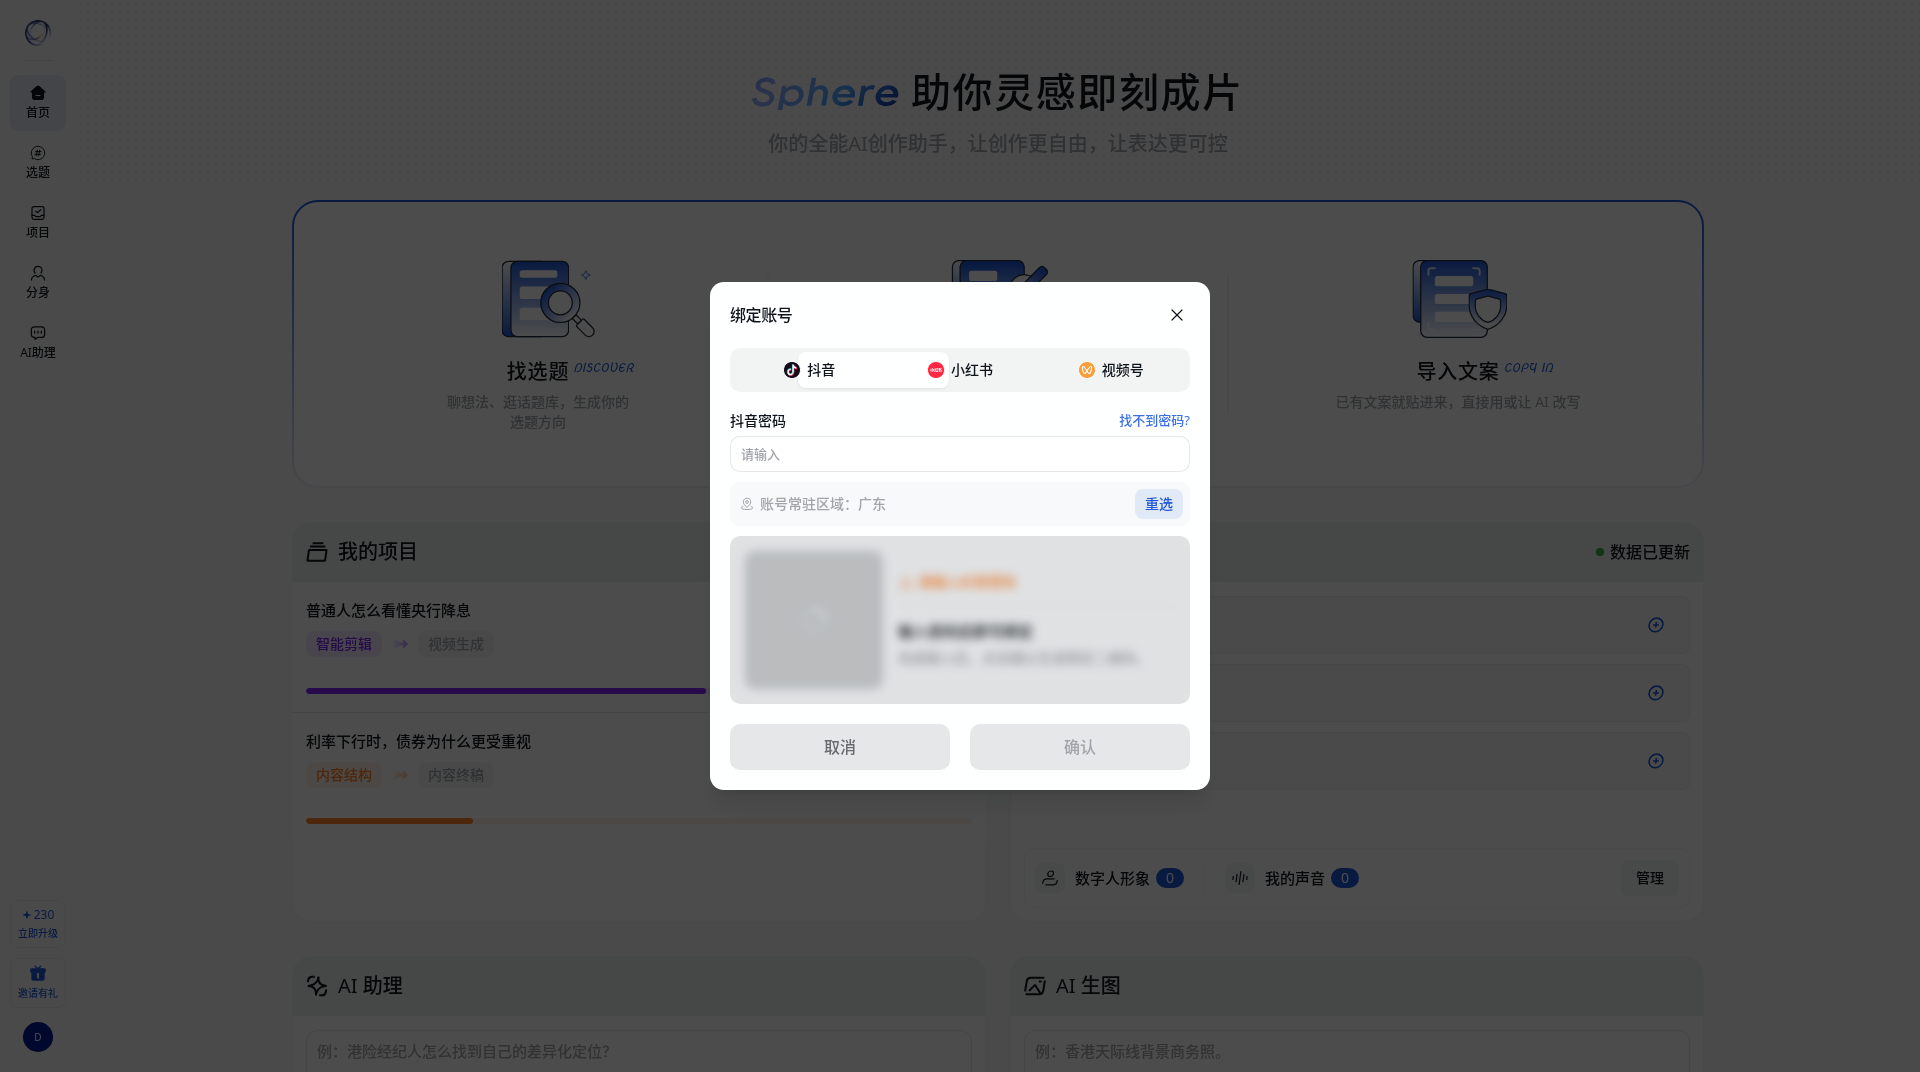 首页
选题
项目
分身
AI助理
230
立即升级
邀请有礼
D
Sphere 助你灵感即刻成片
你的全能AI创作助手，让创作更自由，让表达更可控
找选题 DISCOVER
聊想法、逛话题库，生成你的
选题方向
导入文案 COPY IN
已有文案就贴进来，直接用或让 AI 改写
绑定账号
抖音
小红书
视频号
抖音密码
找不到密码?
请输入
账号常驻区域：广东
重选
取消
确认
我的项目
普通人怎么看懂央行降息
智能剪辑
视频生成
利率下行时，债券为什么更受重视
内容结构
内容终稿
数据已更新
数字人形象 0
我的声音 0
管理
AI 助理
例：港险经纪人怎么找到自己的差异化定位？
AI 生图
例：香港天际线背景商务照。